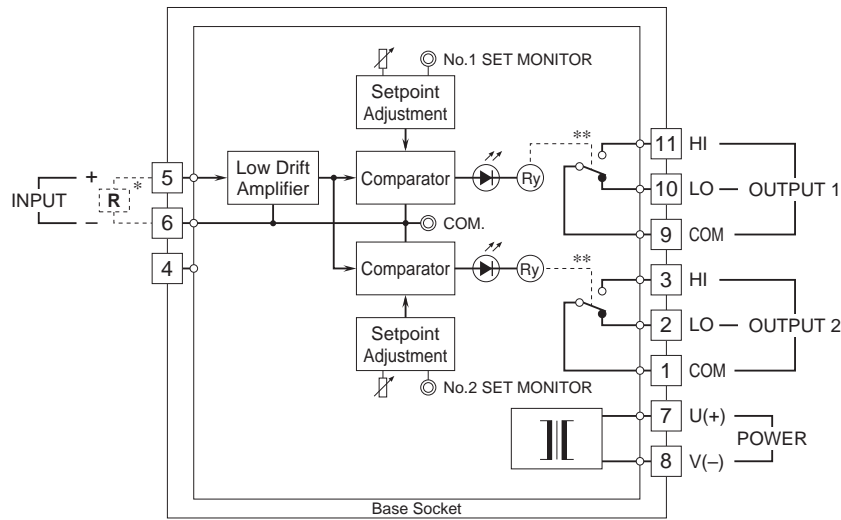 No.1 SET MONITOR
Setpoint
Adjustment
**
11 HI
INPUT
+
R *
–
5
Low Drift
Amplifier
Comparator
Ry
10 LO
OUTPUT 1
6
COM.
9 COM
4
Comparator
Ry
**
3 HI
2 LO
OUTPUT 2
Setpoint
Adjustment
1 COM
No.2 SET MONITOR
7 U(+)
POWER
8 V(–)
Base Socket